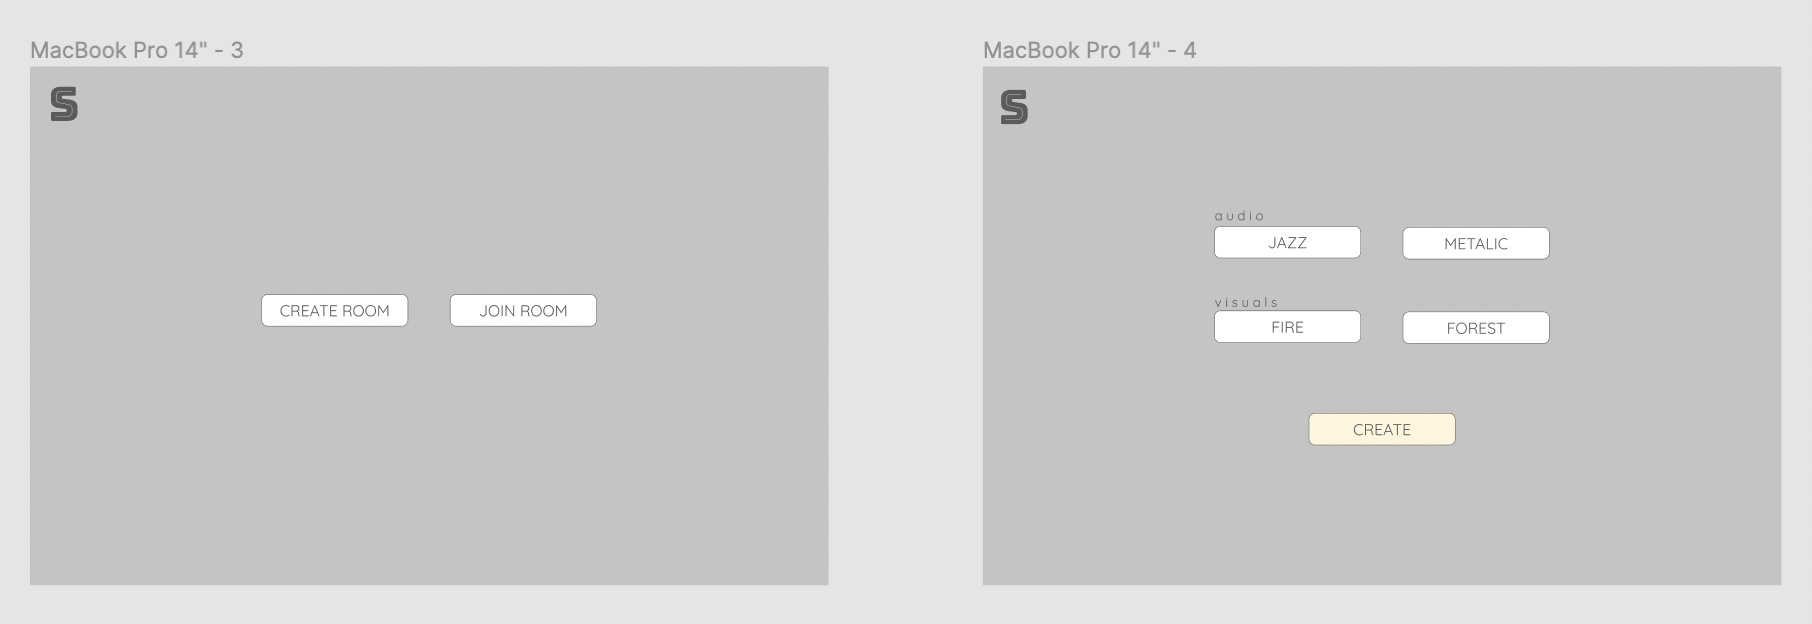 MacBook Pro 14" - 3
S
CREATE ROOM
JOIN ROOM
MacBook Pro 14" - 4
S
audio
JAZZ
METALIC
visuals
FIRE
FOREST
CREATE